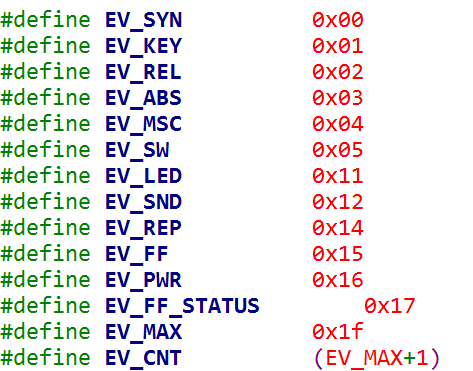 #define EV_SYN 0x00
#define EV_KEY 0x01
#define EV_REL 0x02
#define EV_ABS 0x03
#define EV_MSC 0x04
#define EV_SW 0x05
#define EV_LED 0x11
#define EV_SND 0x12
#define EV_REP 0x14
#define EV_FF 0x15
#define EV_PWR 0x16
#define EV_FF_STATUS 0x17
#define EV_MAX 0x1f
#define EV_CNT (EV_MAX+1)